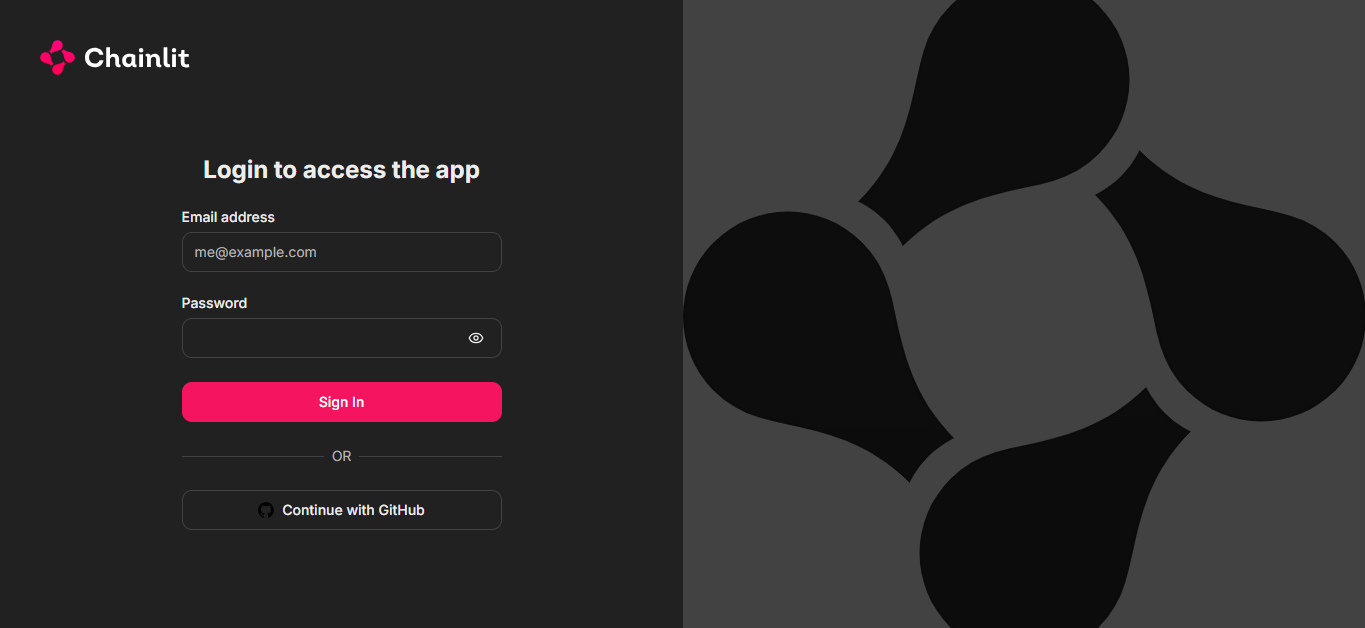 Chainlit
Login to access the app
Email address
me@example.com
Password
Sign In
OR
Continue with GitHub